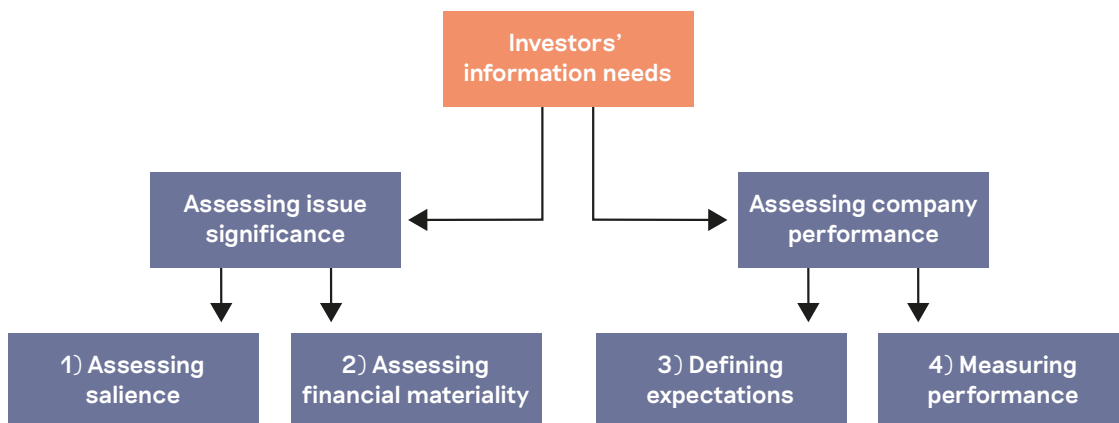 Investors’
information needs
Assessing issue
significance
Assessing company
performance
1) Assessing
salience
2) Assessing
financial materiality
3) Defining
expectations
4) Measuring
performance